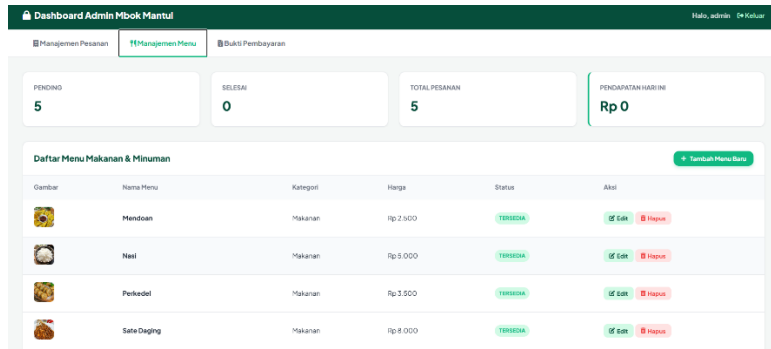 Dashboard Admin Mbok Mantul
Halo, admin Keluar
Manajemen Pesanan Manajemen Menu Bukti Pembayaran
PENDING SELESAI TOTAL PESANAN PENDAPATAN HARI INI
5 0 5 Rp 0
Daftar Menu Makanan & Minuman + Tambah Menu Baru
Gambar Nama Menu Kategori Harga Status Aksi
Mendoan Makanan Rp 2.500 TERSEDIA Edit Hapus
Nasi Makanan Rp 5.000 TERSEDIA Edit Hapus
Perkedel Makanan Rp 3.500 TERSEDIA Edit Hapus
Sate Daging Makanan Rp 8.000 TERSEDIA Edit Hapus